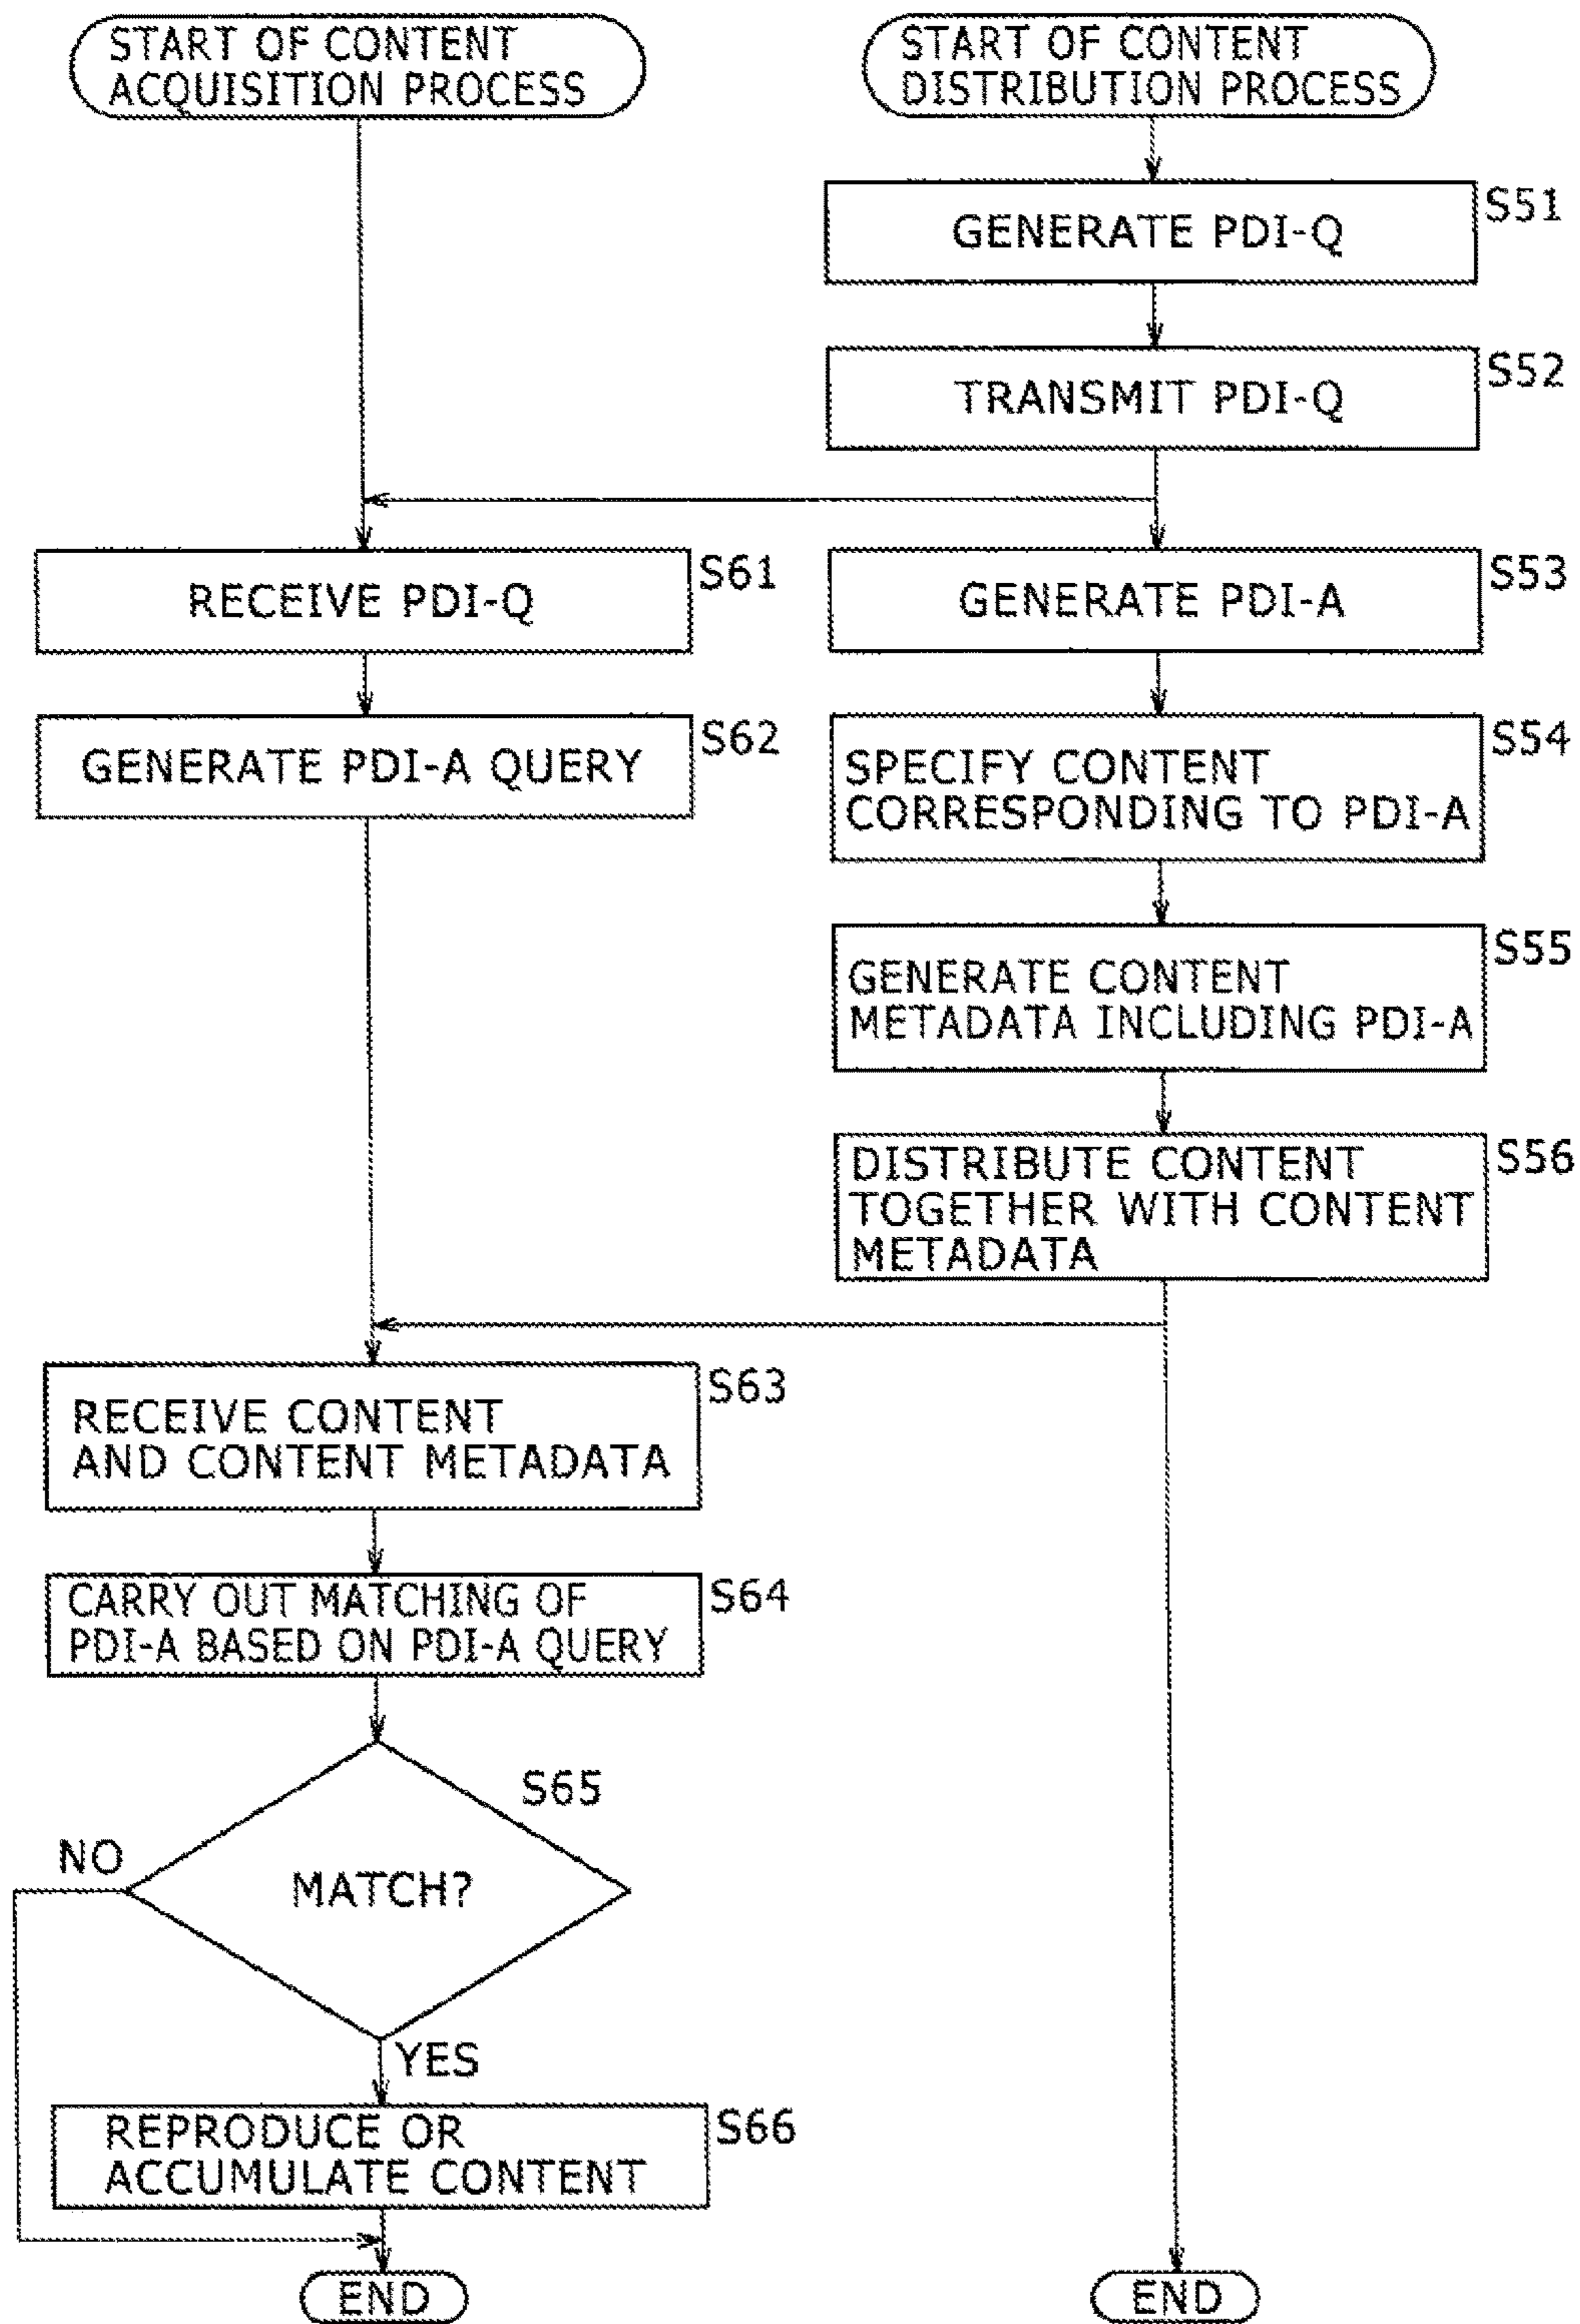 START OF CONTENT
ACQUISITION PROCESS
START OF CONTENT
DISTRIBUTION PROCESS
GENERATE PDI-Q
S51
TRANSMIT PDI-Q
S52
RECEIVE PDI-Q
S61
GENERATE PDI-A
S53
GENERATE PDI-A QUERY
S62
SPECIFY CONTENT
CORRESPONDING TO PDI-A
S54
GENERATE CONTENT
METADATA INCLUDING PDI-A
S55
DISTRIBUTE CONTENT
TOGETHER WITH CONTENT
METADATA
S56
RECEIVE CONTENT
AND CONTENT METADATA
S63
CARRY OUT MATCHING OF
PDI-A BASED ON PDI-A QUERY
S64
S65
NO
MATCH?
YES
REPRODUCE OR
ACCUMULATE CONTENT
S66
END
END